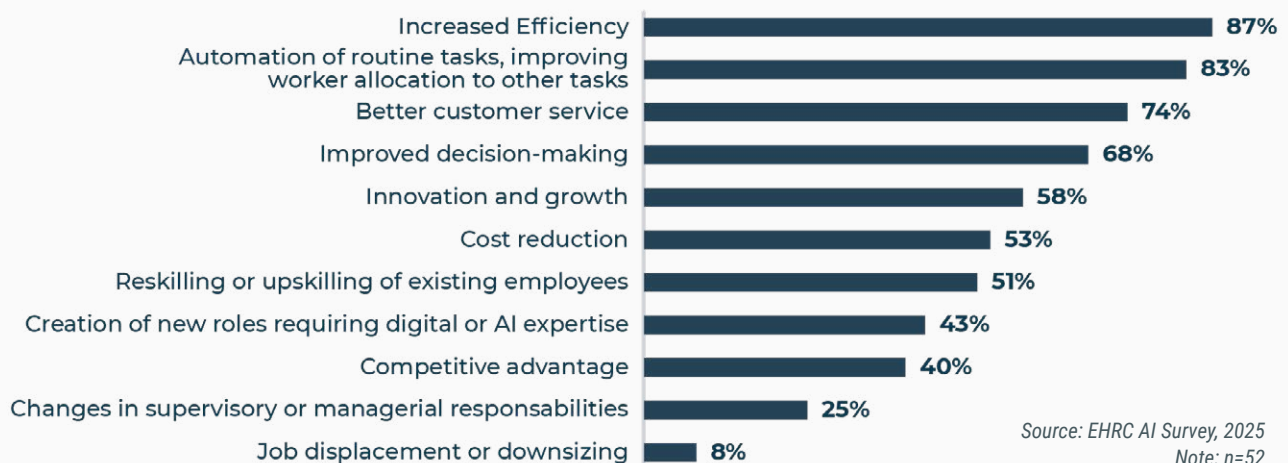 Increased Efficiency 87%
Automation of routine tasks, improving
worker allocation to other tasks 83%
Better customer service 74%
Improved decision-making 68%
Innovation and growth 58%
Cost reduction 53%
Reskilling or upskilling of existing employees 51%
Creation of new roles requiring digital or AI expertise 43%
Competitive advantage 40%
Changes in supervisory or managerial responsabilities 25%
Job displacement or downsizing 8%
Source: EHRC AI Survey, 2025
Note: n=52